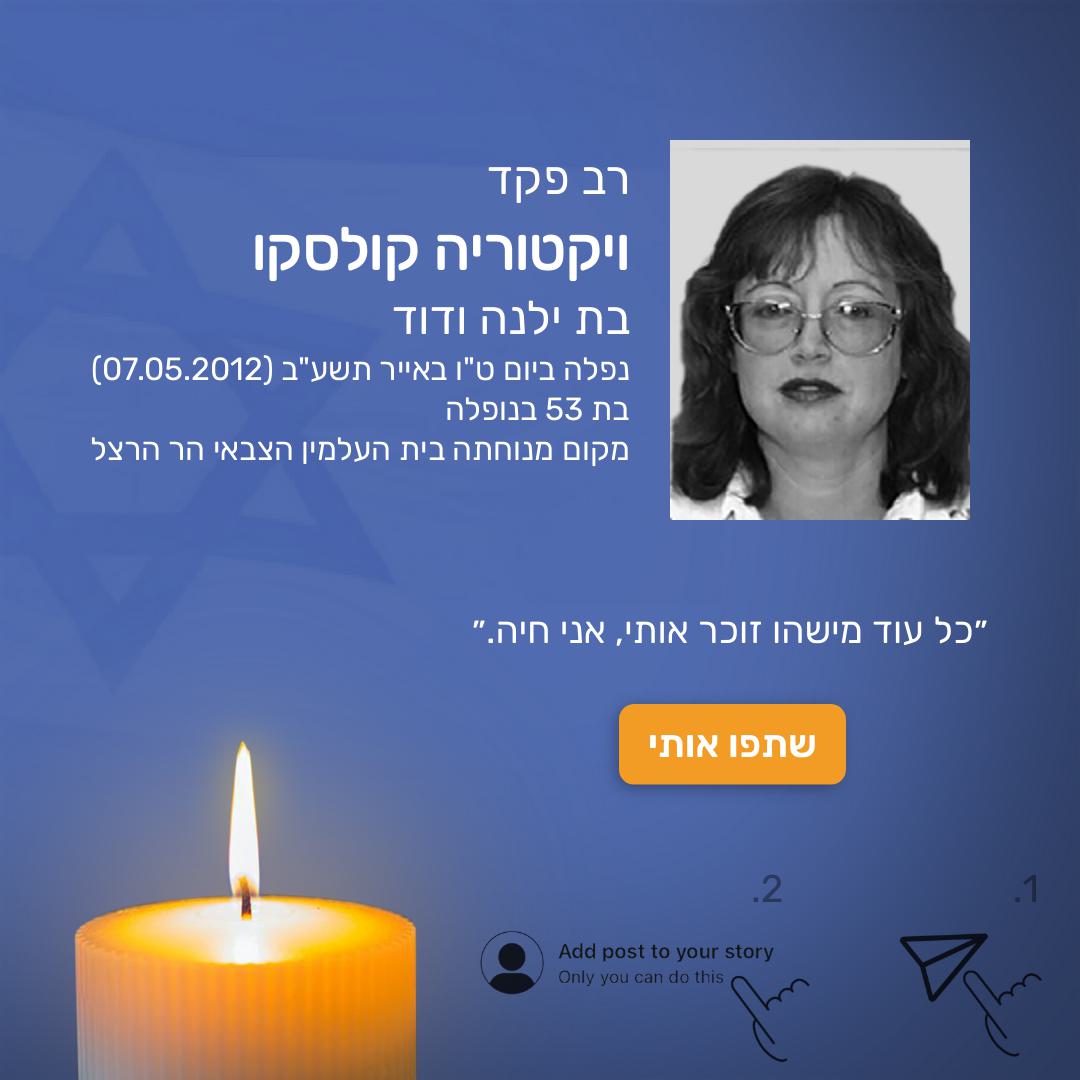 רב פקד
ויקטוריה קולסקו
בת ילנה ודוד
נפלה ביום ט"ו באייר תשע"ב (07.05.2012)
בת 53 בנופלה
מקום מנוחתה בית העלמין הצבאי הר הרצל
״כל עוד מישהו זוכר אותי, אני חיה.״
שתפו אותי
1.
2.
Add post to your story
Only you can do this